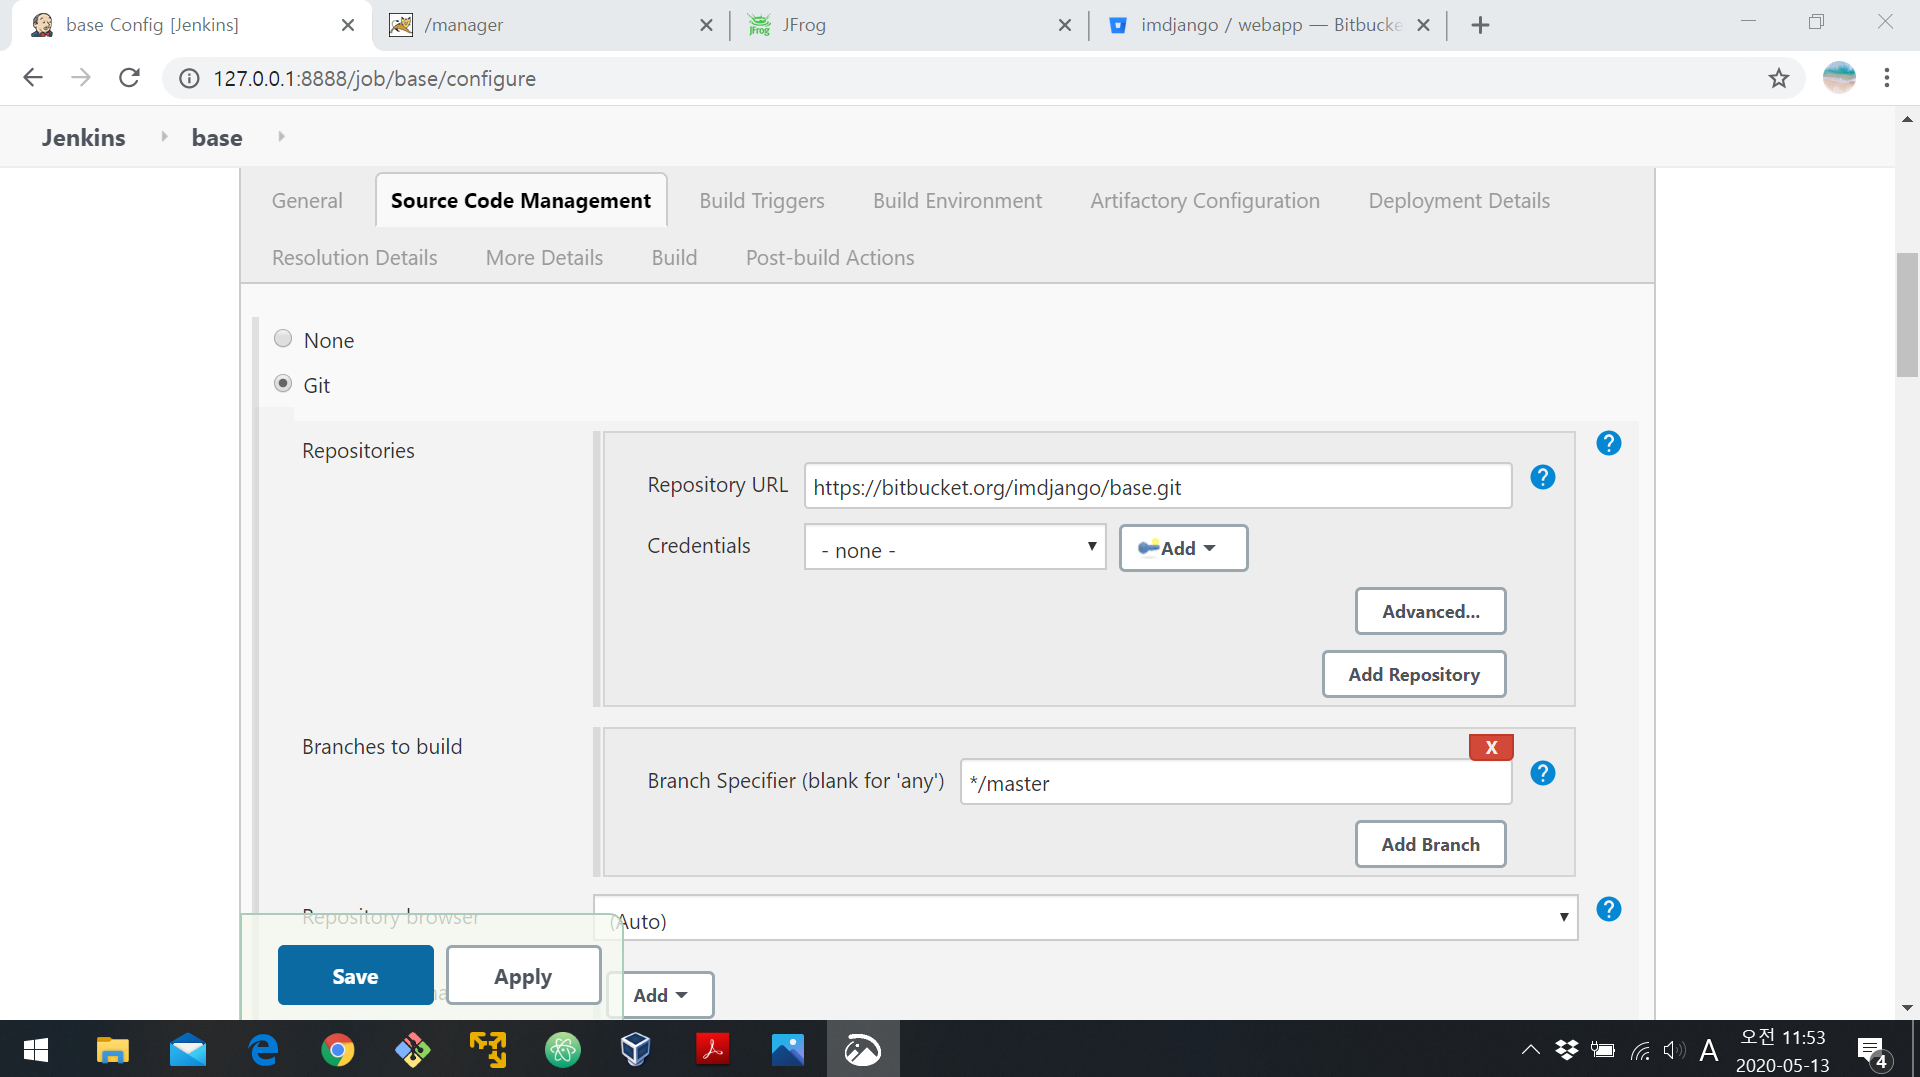 base Config [Jenkins]
/manager
JFrog
imdjango / webapp — Bitbucke
127.0.0.1:8888/job/base/configure
Jenkins
base
General
Source Code Management
Build Triggers
Build Environment
Artifactory Configuration
Deployment Details
Resolution Details
More Details
Build
Post-build Actions
None
Git
Repositories
Repository URL
https://bitbucket.org/imdjango/base.git
Credentials
- none -
Add
Advanced...
Add Repository
Branches to build
X
Branch Specifier (blank for 'any')
*/master
Add Branch
Repository browser
(Auto)
Save
Apply
Add
A
오전 11:53
2020-05-13
4